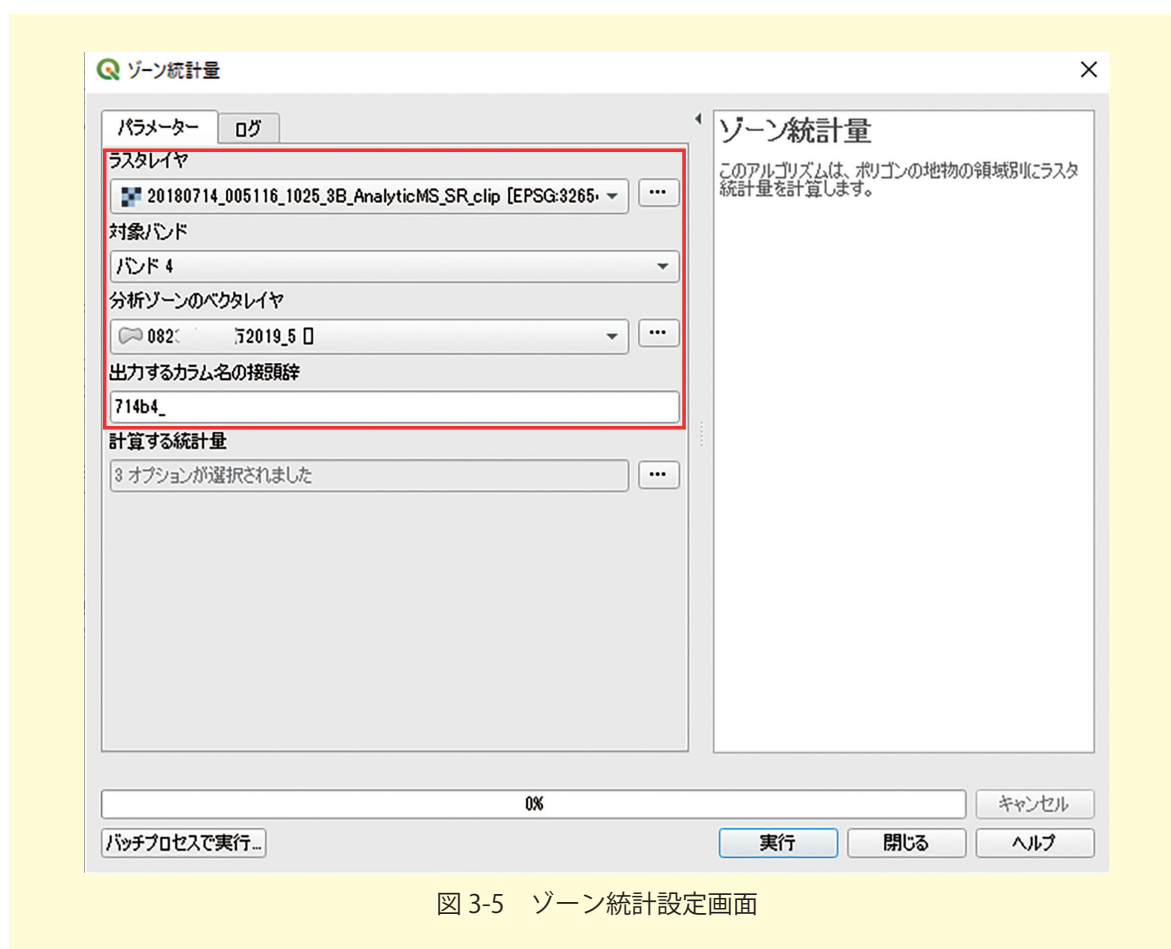 ゾーン統計量
パラメーター ログ
ラスタレイヤ
20180714_005116_1025_3B_AnalyticMS_SR_clip [EPSG:3265
...
対象バンド
バンド 4
分析ゾーンのベクタレイヤ
082 2019_5
...
出力するカラム名の接頭辞
714b4_
計算する統計量
3 オプションが選択されました
...
ゾーン統計量
このアルゴリズムは、ポリゴンの地物の領域別にラスタ
統計量を計算します。
0%
キャンセル
バッチプロセスで実行...
実行 閉じる ヘルプ
図 3-5 ゾーン統計設定画面